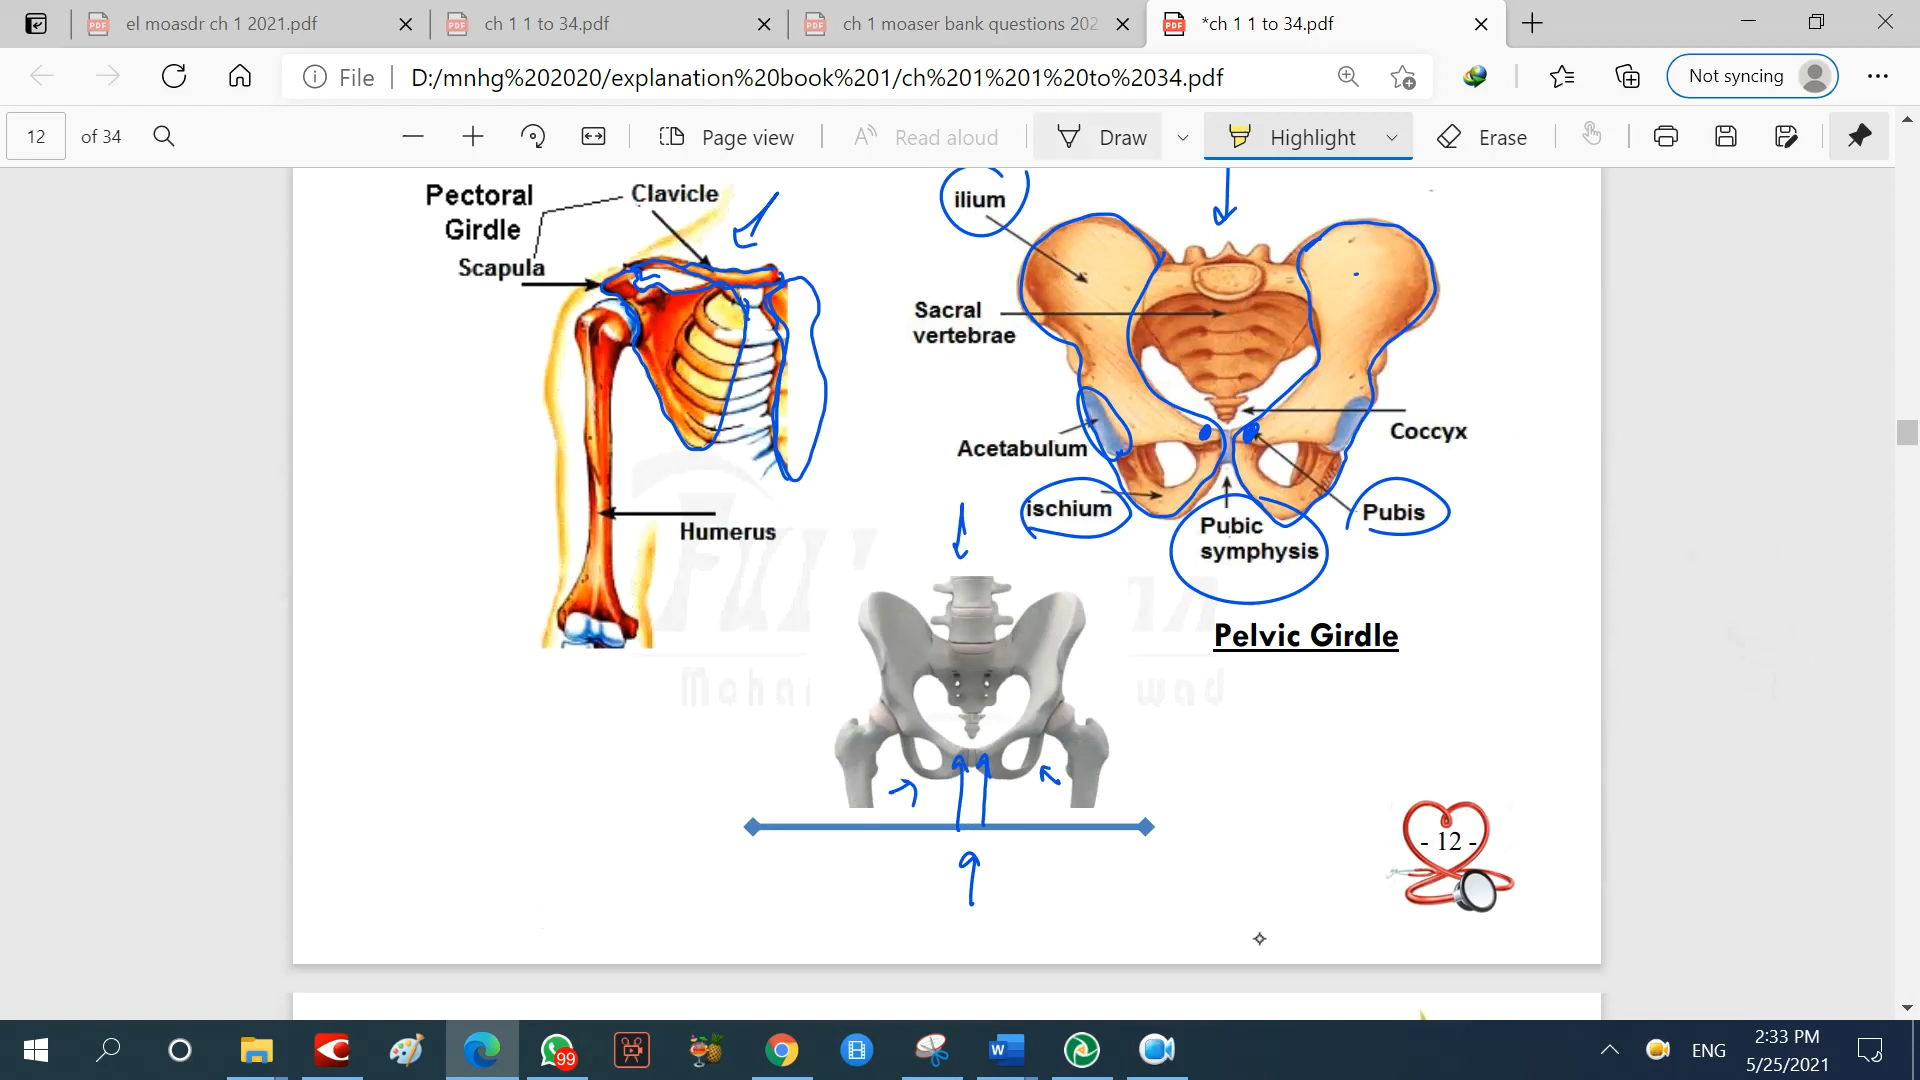 el moasdr ch 1 2021.pdf
ch 1 1 to 34.pdf
ch 1 moaser bank questions 202
*ch 1 1 to 34.pdf
File
D:/mnhg%202020/explanation%20book%201/ch%201%201%20to%2034.pdf
Not syncing
12
of 34
Page view
Read aloud
Draw
Highlight
Erase
Pectoral
Girdle
Clavicle
Scapula
Humerus
ilium
Sacral
vertebrae
Acetabulum
Coccyx
ischium
Pubic
symphysis
Pubis
Pelvic Girdle
- 12 -
99
ENG
2:33 PM
5/25/2021